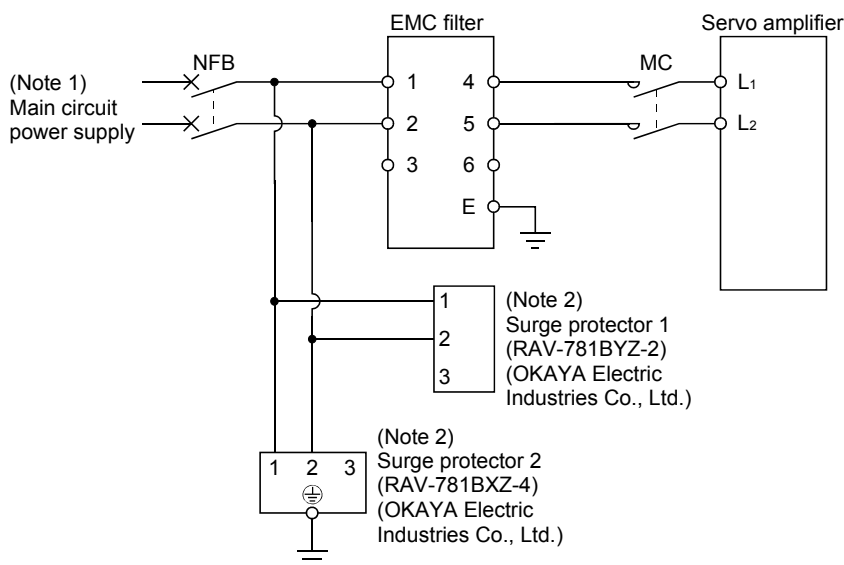 EMC filter
Servo amplifier
NFB
MC
(Note 1)
Main circuit
power supply
1
4
L1
2
5
L2
3
6
E
1
(Note 2)
Surge protector 1
2
(RAV-781BYZ-2)
3
(OKAYA Electric
Industries Co., Ltd.)
(Note 2)
1 2 3
Surge protector 2
(RAV-781BXZ-4)
(OKAYA Electric
Industries Co., Ltd.)